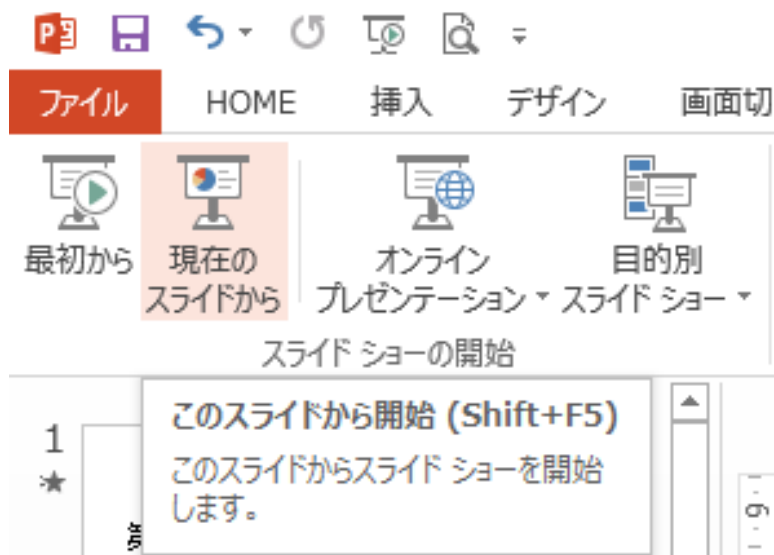 ファイル HOME 挿入 デザイン 画面切
最初から 現在の スライドから オンライン プレゼンテーション 目的別 スライド ショー
スライド ショーの開始
このスライドから開始 (Shift+F5)
このスライドからスライド ショーを開始
します。
1
第
6